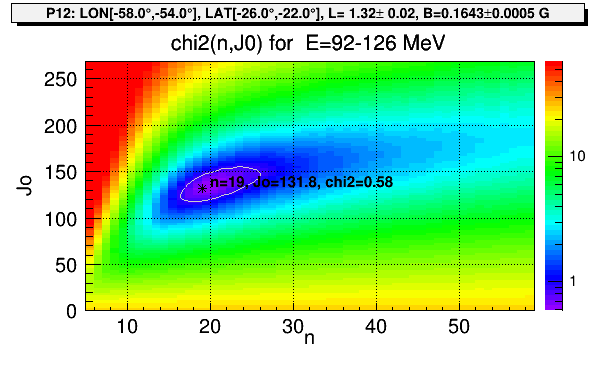 P12: LON[-58.0°,-54.0°], LAT[-26.0°,-22.0°], L= 1.32± 0.02, B=0.1643±0.0005 G
chi2(n,J0) for E=92-126 MeV
250
200
150
100
50
0
Jo
n=19, Jo=131.8, chi2=0.58
10
20
30
40
50
n
10
1